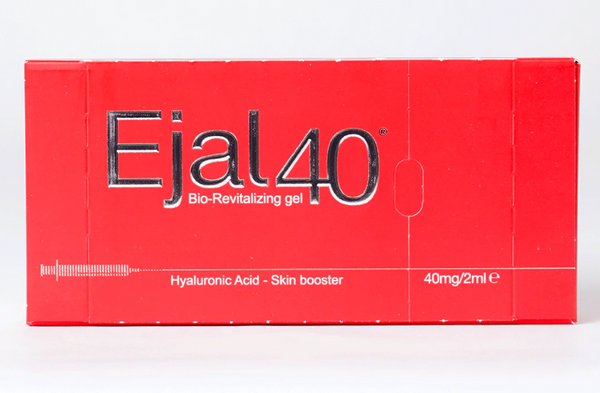 Ejal40®
Bio-Revitalizing gel
Hyaluronic Acid - Skin booster
40mg/2ml ℮